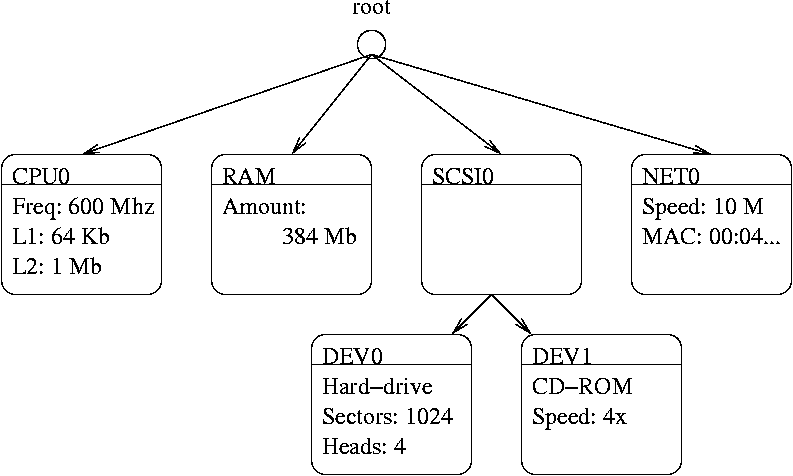 root
CPU0
Freq: 600 Mhz
L1: 64 Kb
L2: 1 Mb
RAM
Amount:
384 Mb
SCSI0
NET0
Speed: 10 M
MAC: 00:04...
DEV0
Hard−drive
Sectors: 1024
Heads: 4
DEV1
CD−ROM
Speed: 4x